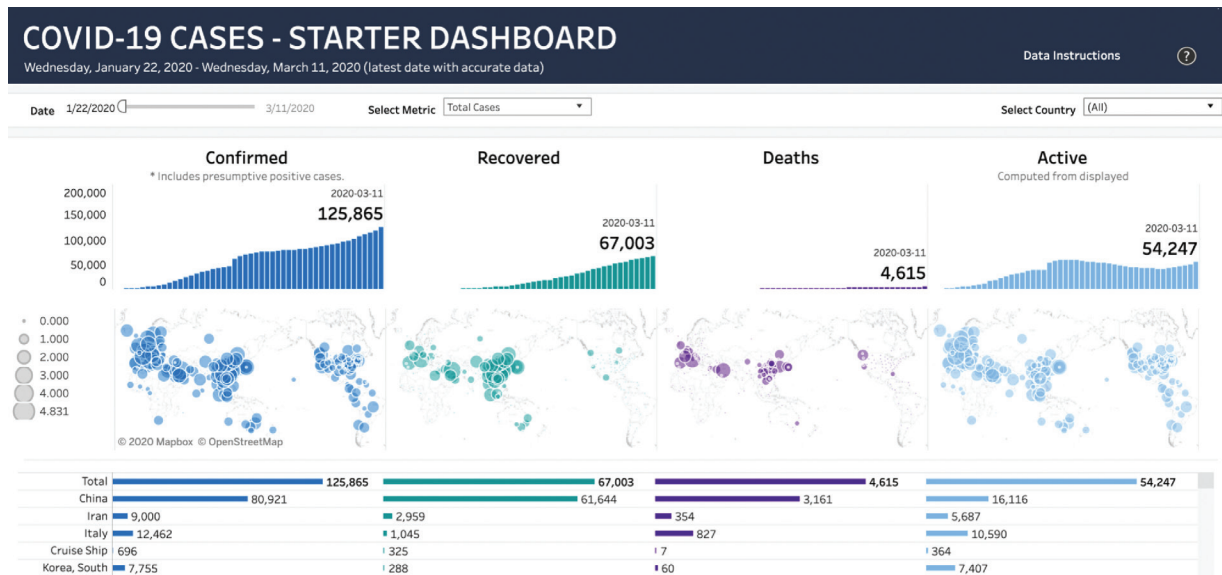 COVID-19 CASES - STARTER DASHBOARD
Wednesday, January 22, 2020 - Wednesday, March 11, 2020 (latest date with accurate data)
Data Instructions ?
Date 1/22/2020 3/11/2020 Select Metric Total Cases Select Country (All)
Confirmed Recovered Deaths Active
* Includes presumptive positive cases. Computed from displayed
200,000
150,000
100,000
50,000
0
2020-03-11
125,865
2020-03-11
67,003
2020-03-11
4,615
2020-03-11
54,247
0.000
1.000
2.000
3.000
4.000
4.831
© 2020 Mapbox © OpenStreetMap
Total 125,865 67,003 4,615 54,247
China 80,921 61,644 3,161 16,116
Iran 9,000 2,959 354 5,687
Italy 12,462 1,045 827 10,590
Cruise Ship 696 325 7 364
Korea, South 7,755 288 60 7,407